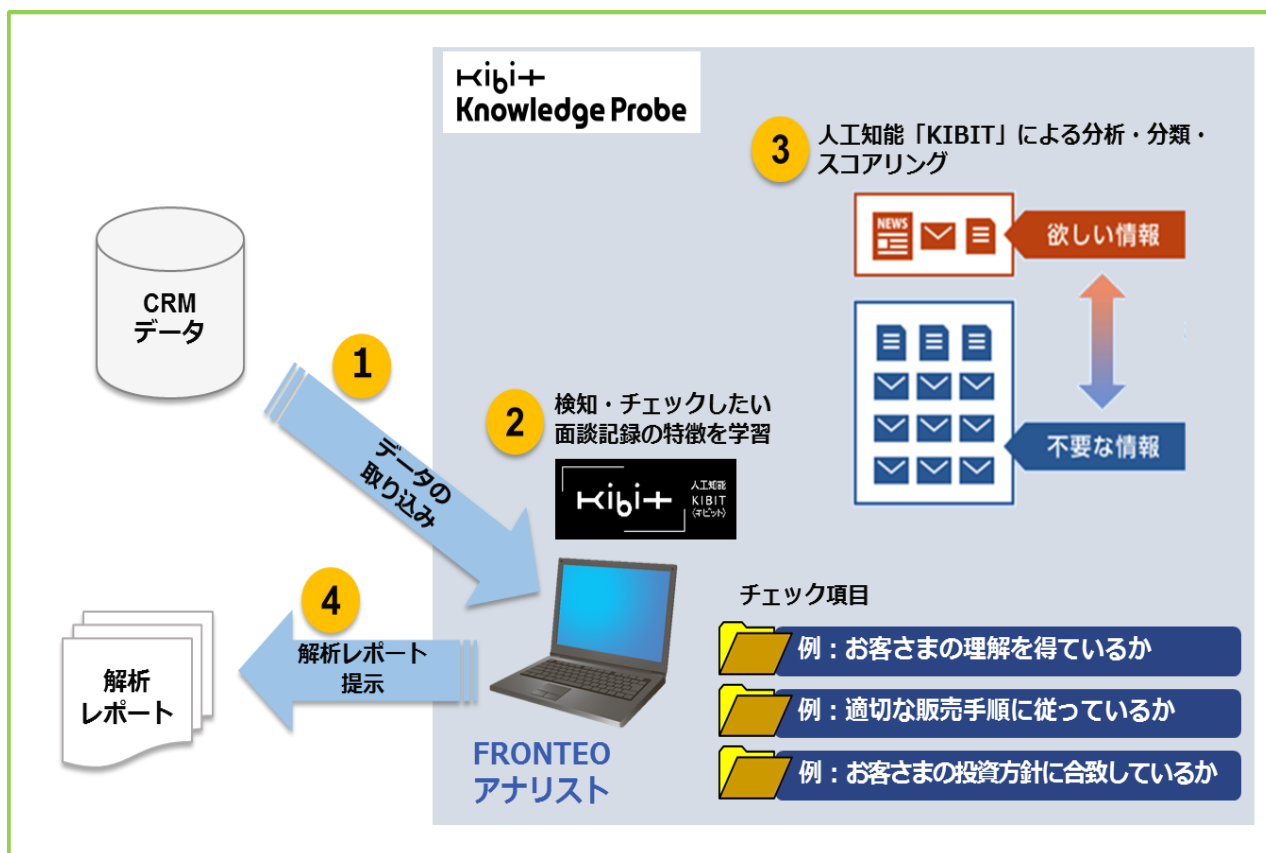 Kibit
Knowledge Probe
3
人工知能「KIBIT」による分析・分類・
スコアリング
NEWS
欲しい情報
不要な情報
CRM
データ
1
データの
取り込み
2
検知・チェックしたい
面談記録の特徴を学習
Kibit
人工知能
KIBIT
〈キビット〉
4
解析レポート
提示
解析
レポート
FRONTEO
アナリスト
チェック項目
例：お客さまの理解を得ているか
例：適切な販売手順に従っているか
例：お客さまの投資方針に合致しているか